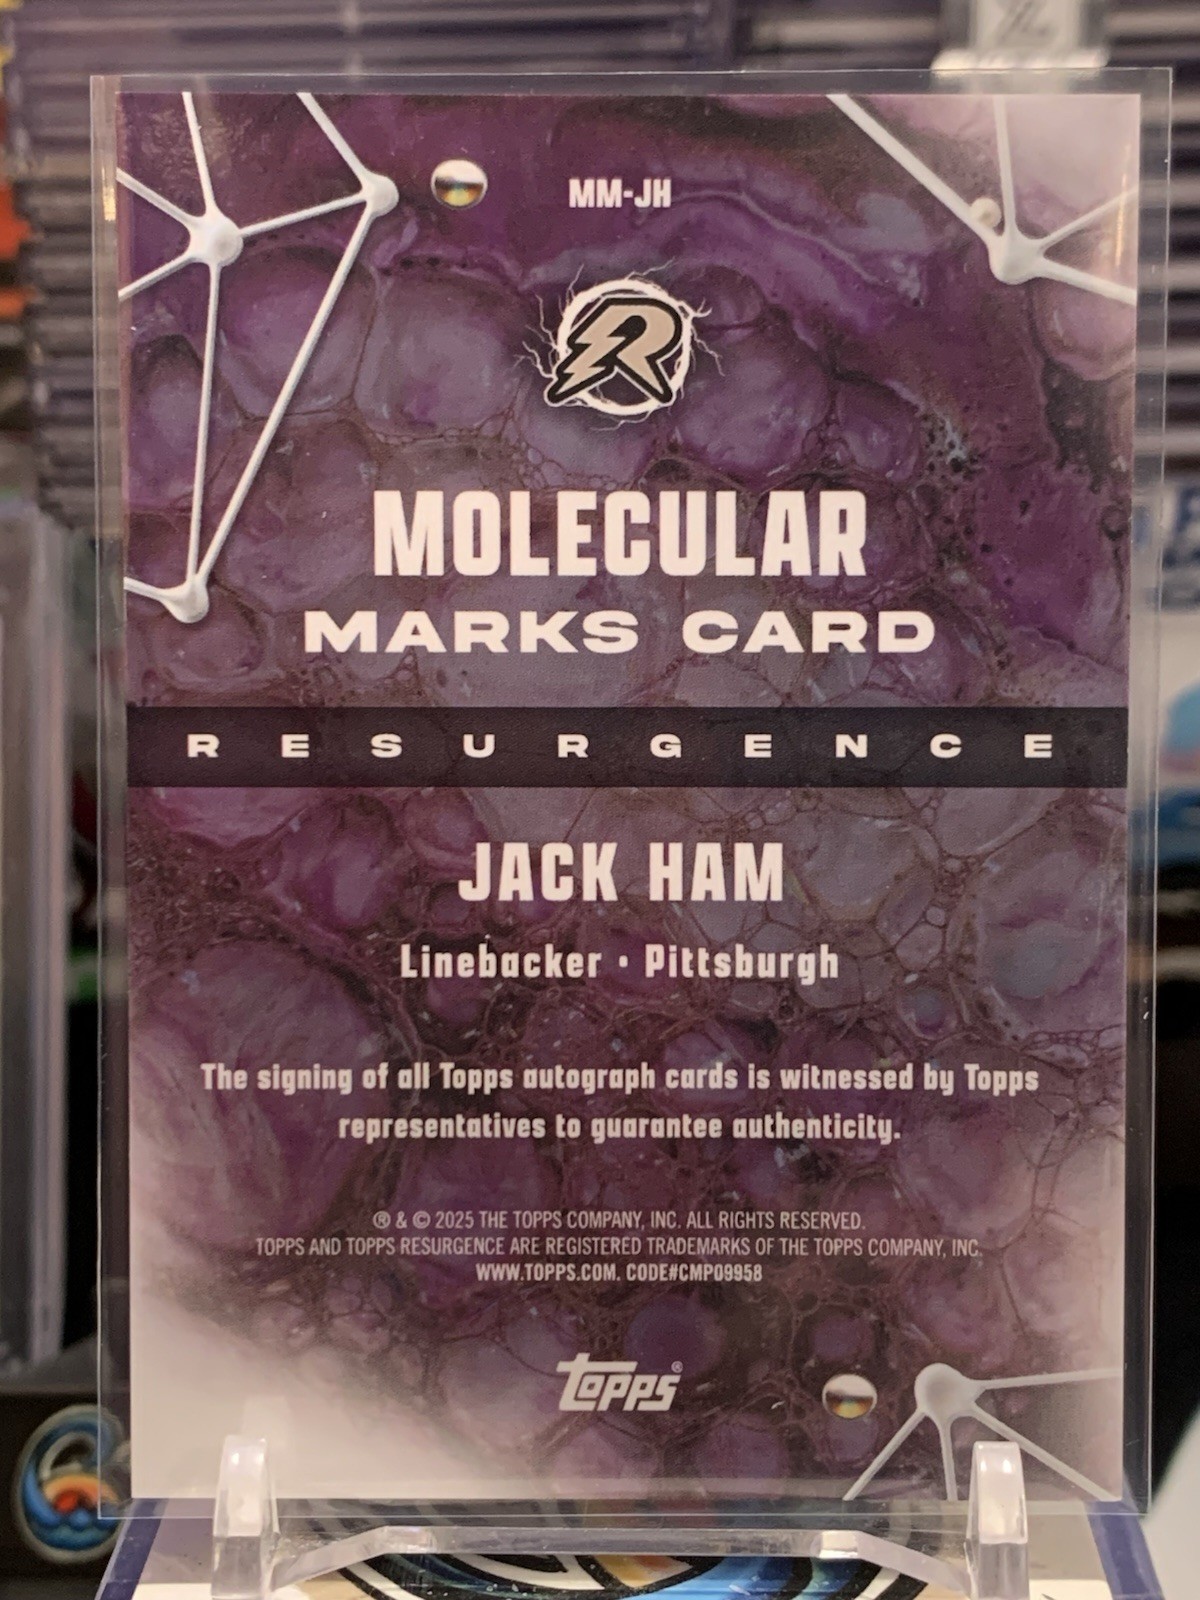 MM-JH
R
MOLECULAR
MARKS CARD
RESURGENCE
JACK HAM
Linebacker • Pittsburgh
The signing of all Topps autograph cards is witnessed by Topps
representatives to guarantee authenticity.
® & © 2025 THE TOPPS COMPANY, INC. ALL RIGHTS RESERVED.
TOPPS AND TOPPS RESURGENCE ARE REGISTERED TRADEMARKS OF THE TOPPS COMPANY, INC.
WWW.TOPPS.COM. CODE#CMP09958
topps®